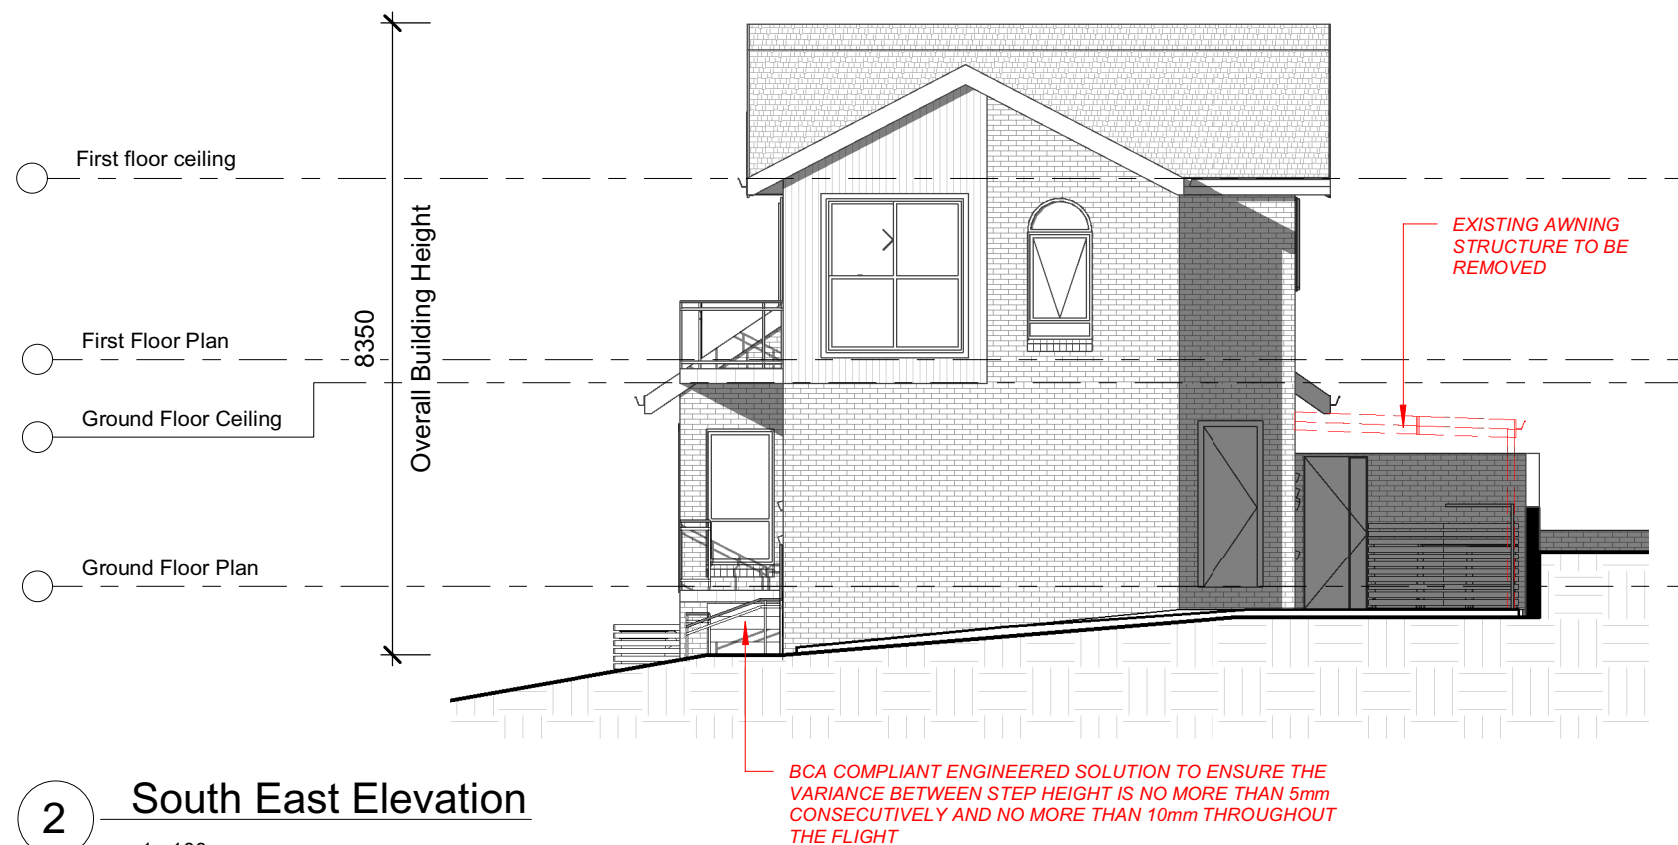 First floor ceiling
EXISTING AWNING
STRUCTURE TO BE
REMOVED
First Floor Plan
8350
Overall Building Height
Ground Floor Ceiling
Ground Floor Plan
BCA COMPLIANT ENGINEERED SOLUTION TO ENSURE THE
VARIANCE BETWEEN STEP HEIGHT IS NO MORE THAN 5mm
CONSECUTIVELY AND NO MORE THAN 10mm THROUGHOUT
THE FLIGHT
2
South East Elevation